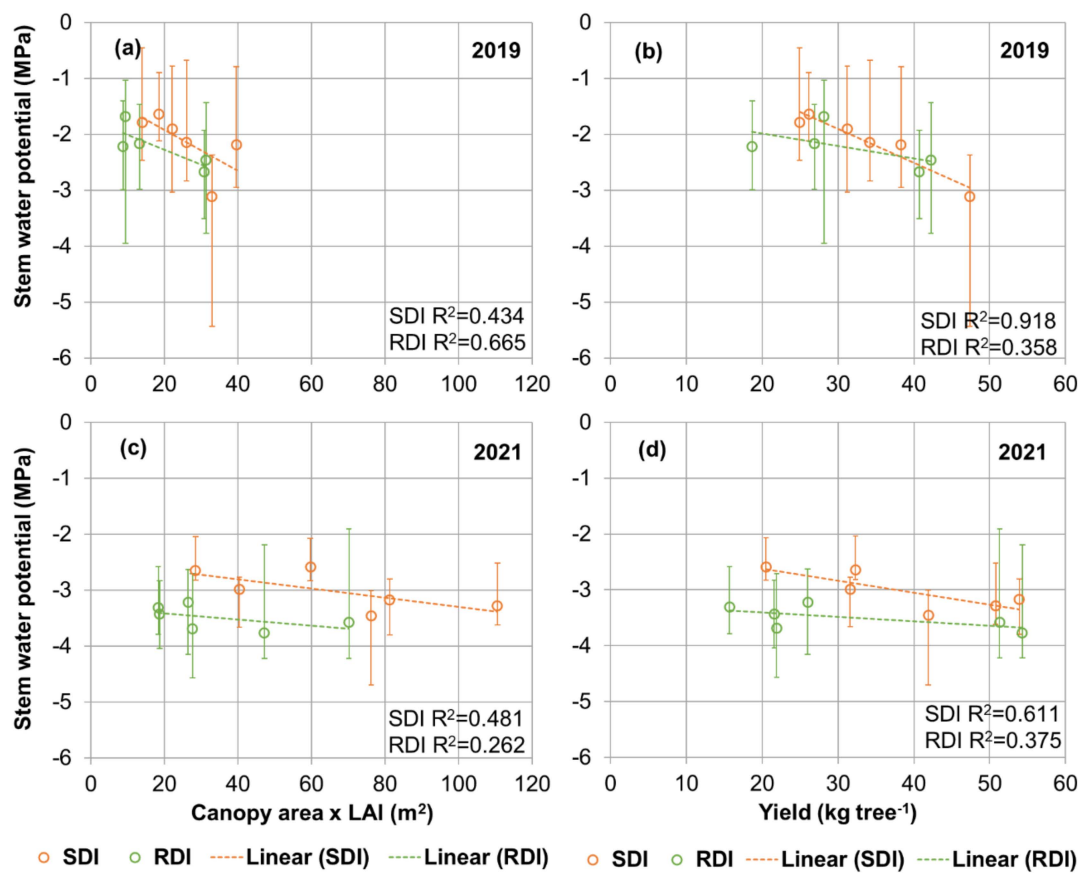 Stem water potential (MPa)
0
-1
-2
-3
-4
-5
-6
(a)
2019
SDI R²=0.434
RDI R²=0.665
0 20 40 60 80 100 120
0
-1
-2
-3
-4
-5
-6
(b)
2019
SDI R²=0.918
RDI R²=0.358
0 10 20 30 40 50 60
Stem water potential (MPa)
0
-1
-2
-3
-4
-5
-6
(c)
2021
SDI R²=0.481
RDI R²=0.262
0 20 40 60 80 100 120
Canopy area x LAI (m²)
0
-1
-2
-3
-4
-5
-6
(d)
2021
SDI R²=0.611
RDI R²=0.375
0 10 20 30 40 50 60
Yield (kg tree⁻¹)
SDI RDI Linear (SDI) Linear (RDI)
SDI RDI Linear (SDI) Linear (RDI)